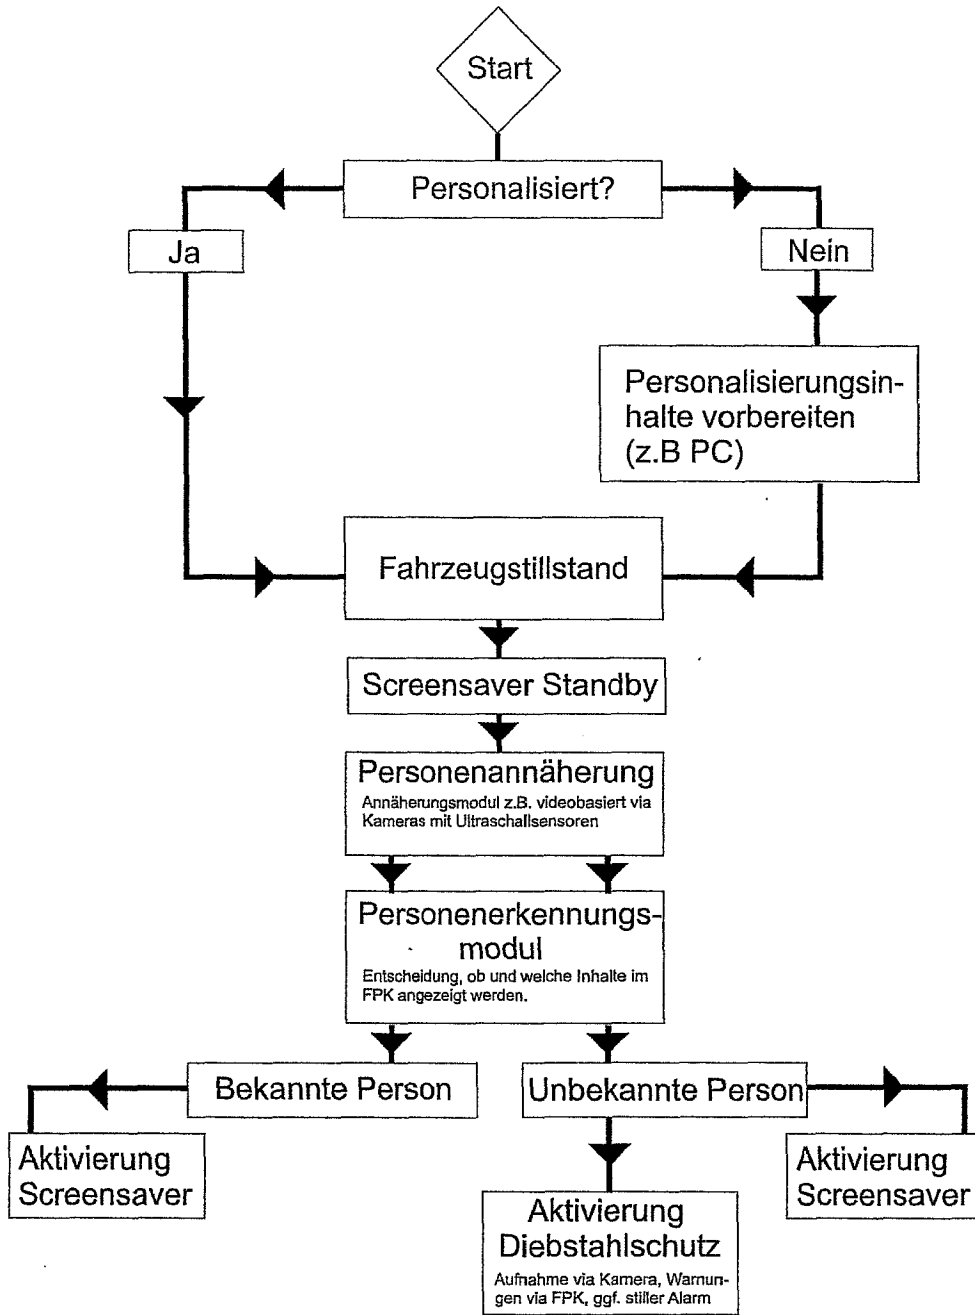 Start
Personalisiert?
Ja
Nein
Personalisierungsin-
halte vorbereiten
(z.B PC)
Fahrzeugstillstand
Screensaver Standby
Personenannäherung
Annäherungsmodul z.B. videobasiert via
Kameras mit Ultraschallsensoren
Personenerkennungs-
modul
Entscheidung, ob und welche Inhalte im
FPK angezeigt werden.
Bekannte Person
Unbekannte Person
Aktivierung
Screensaver
Aktivierung
Diebstahlschutz
Aufnahme via Kamera, Warnun-
gen via FPK, ggf. stiller Alarm
Aktivierung
Screensaver